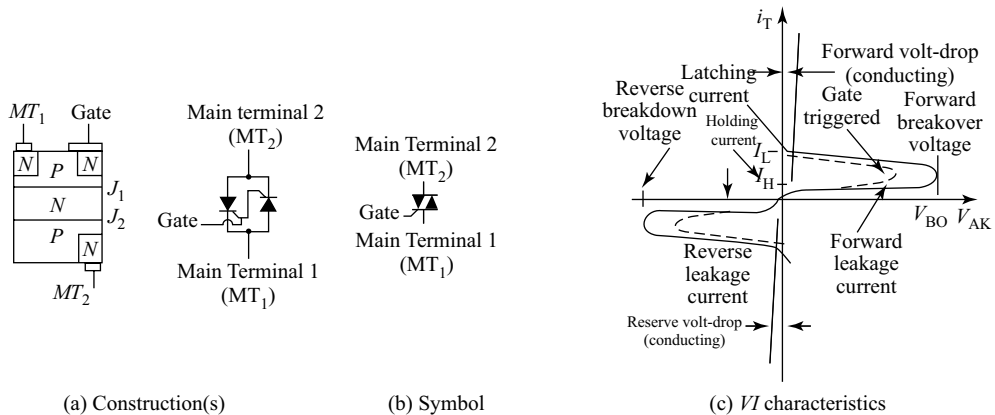 MT1
Gate
N
P
N
J1
N
J2
P
N
MT2
Main terminal 2
(MT2)
Gate
Main Terminal 1
(MT1)
(a) Construction(s)
Main Terminal 2
(MT2)
Gate
Main Terminal 1
(MT1)
(b) Symbol
iT
Forward volt-drop
(conducting)
Latching
current
Reverse
breakdown
voltage
Gate
triggered
Forward
breakover
voltage
Holding
current
IL
IH
VBO
VAK
Reverse
leakage
current
Forward
leakage
current
Reserve volt-drop
(conducting)
(c) VI characteristics